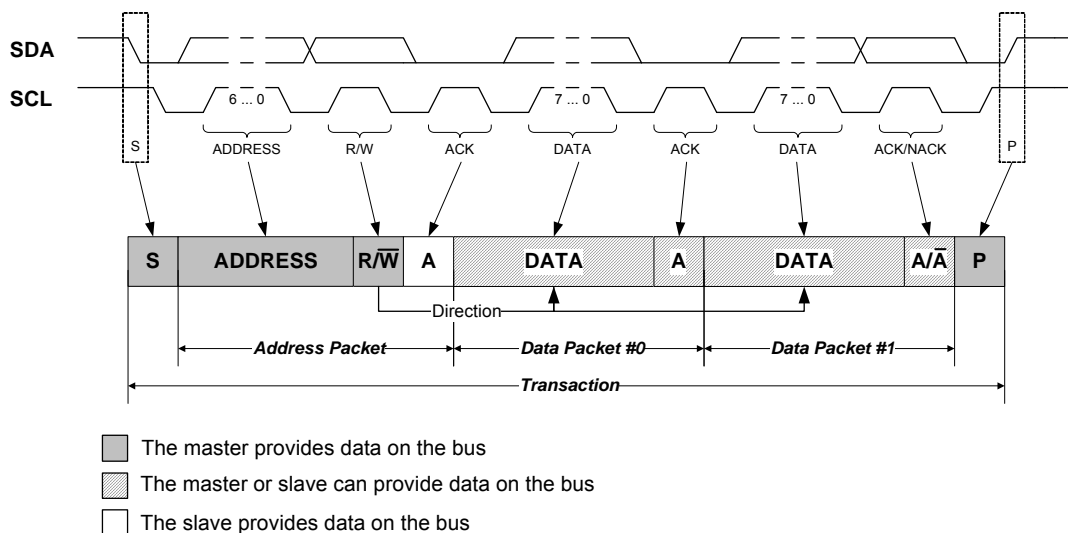 SDA
SCL
6 ... 0
7 ... 0
7 ... 0
S
ADDRESS
R/W
ACK
DATA
ACK
DATA
ACK/NACK
P
S
ADDRESS
R/W̅
A
DATA
A
DATA
A/A̅
P
Direction
Address Packet
Data Packet #0
Data Packet #1
Transaction
The master provides data on the bus
The master or slave can provide data on the bus
The slave provides data on the bus